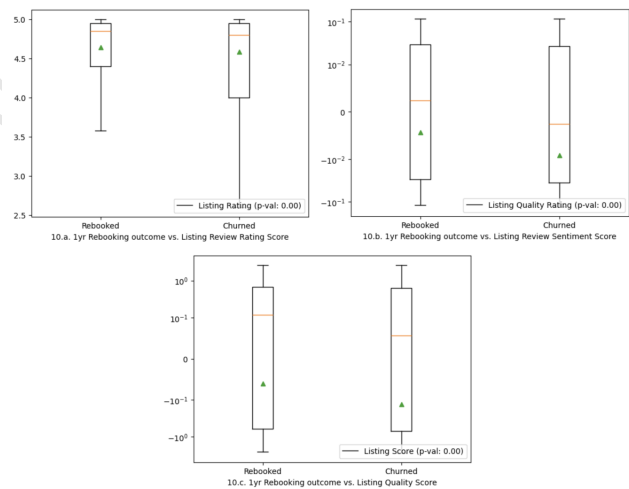 5.0
4.5
4.0
3.5
3.0
2.5
Listing Rating (p-val: 0.00)
Rebooked Churned
10.a. 1yr Rebooking outcome vs. Listing Review Rating Score
10⁻¹
10⁻²
0
−10⁻²
−10⁻¹
Listing Quality Rating (p-val: 0.00)
Rebooked Churned
10.b. 1yr Rebooking outcome vs. Listing Review Sentiment Score
10⁰
10⁻¹
0
−10⁻¹
−10⁰
Listing Score (p-val: 0.00)
Rebooked Churned
10.c. 1yr Rebooking outcome vs. Listing Quality Score